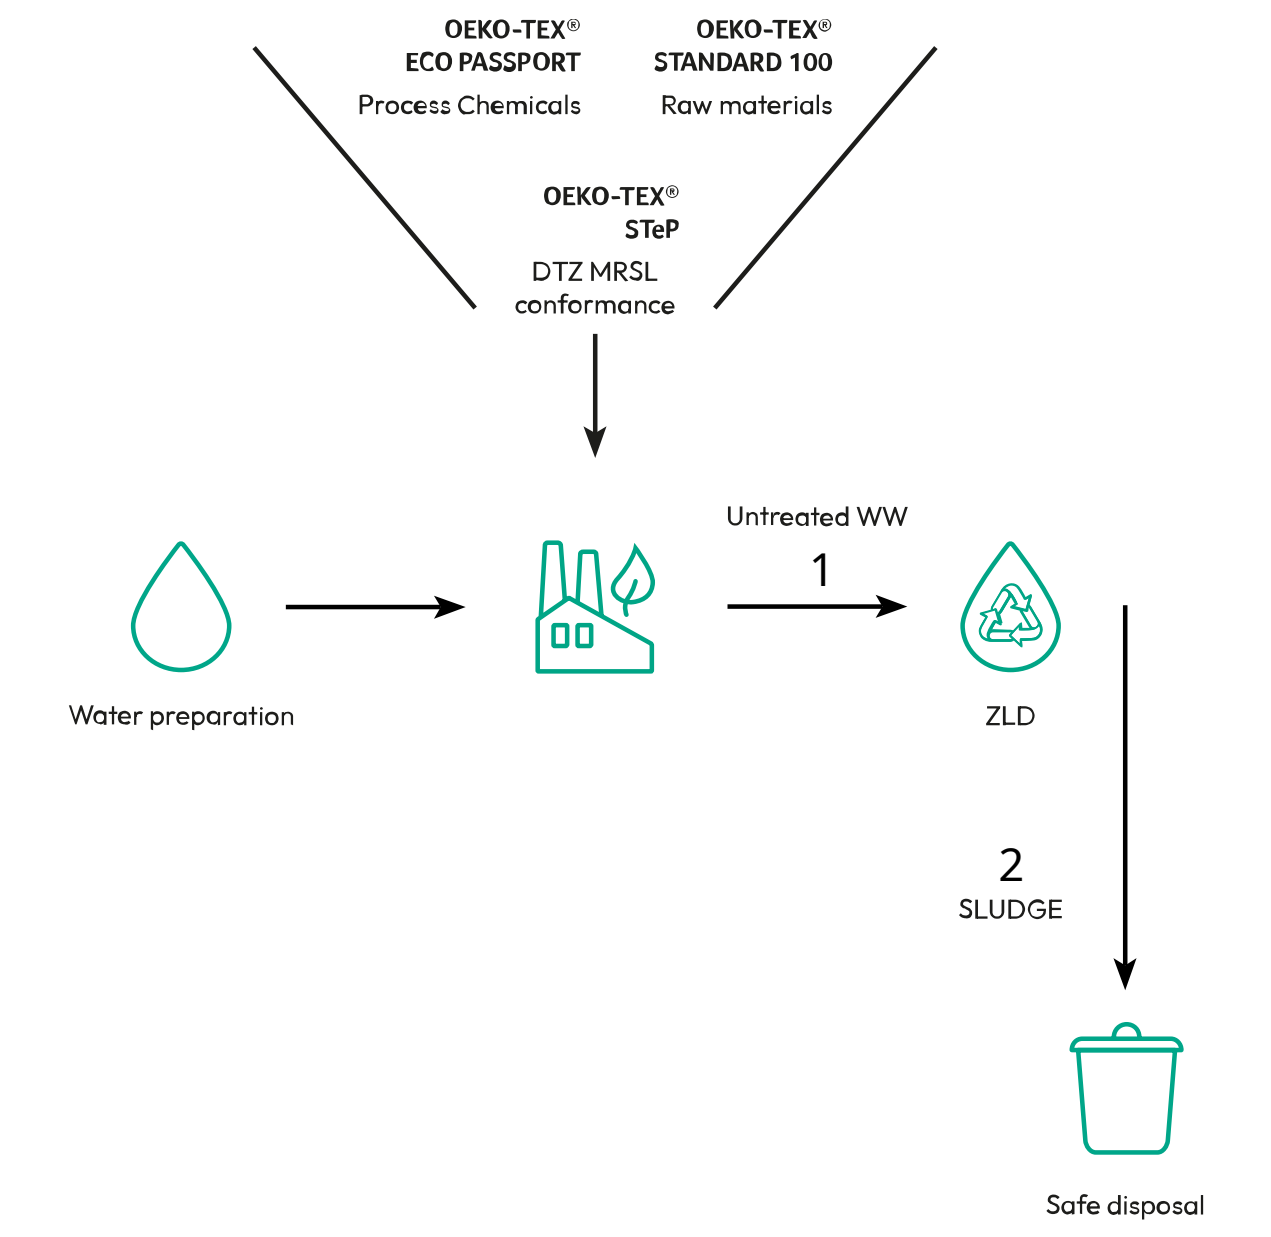 OEKO-TEX®
ECO PASSPORT
Process Chemicals
OEKO-TEX®
STANDARD 100
Raw materials
OEKO-TEX®
STeP
DTZ MRSL
conformance
Untreated WW
1
Water preparation
ZLD
2
SLUDGE
Safe disposal